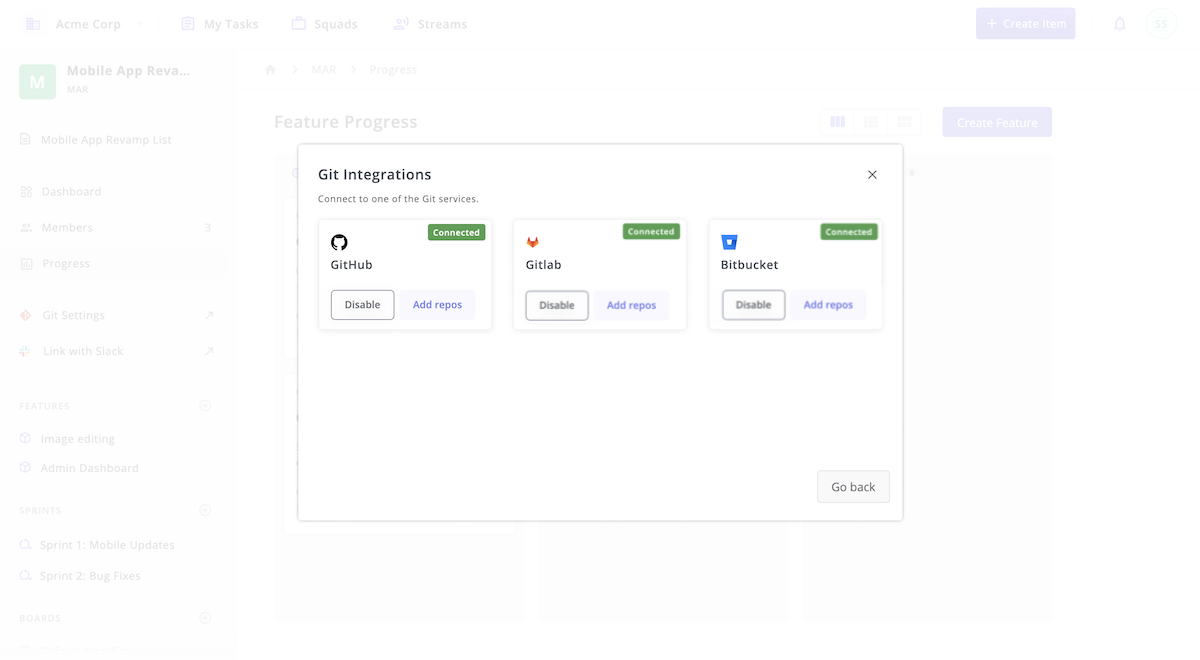 Acme Corp
My Tasks
Squads
Streams
+ Create Item
SS
M
Mobile App Reva...
MAR
MAR
Progress
Mobile App Revamp List
Dashboard
Members
3
Progress
Git Settings
Link with Slack
FEATURES
Image editing
Admin Dashboard
SPRINTS
Sprint 1: Mobile Updates
Sprint 2: Bug Fixes
BOARDS
Feature Progress
Create Feature
Git Integrations
Connect to one of the Git services.
Connected
GitHub
Disable
Add repos
Connected
Gitlab
Disable
Add repos
Connected
Bitbucket
Disable
Add repos
Go back